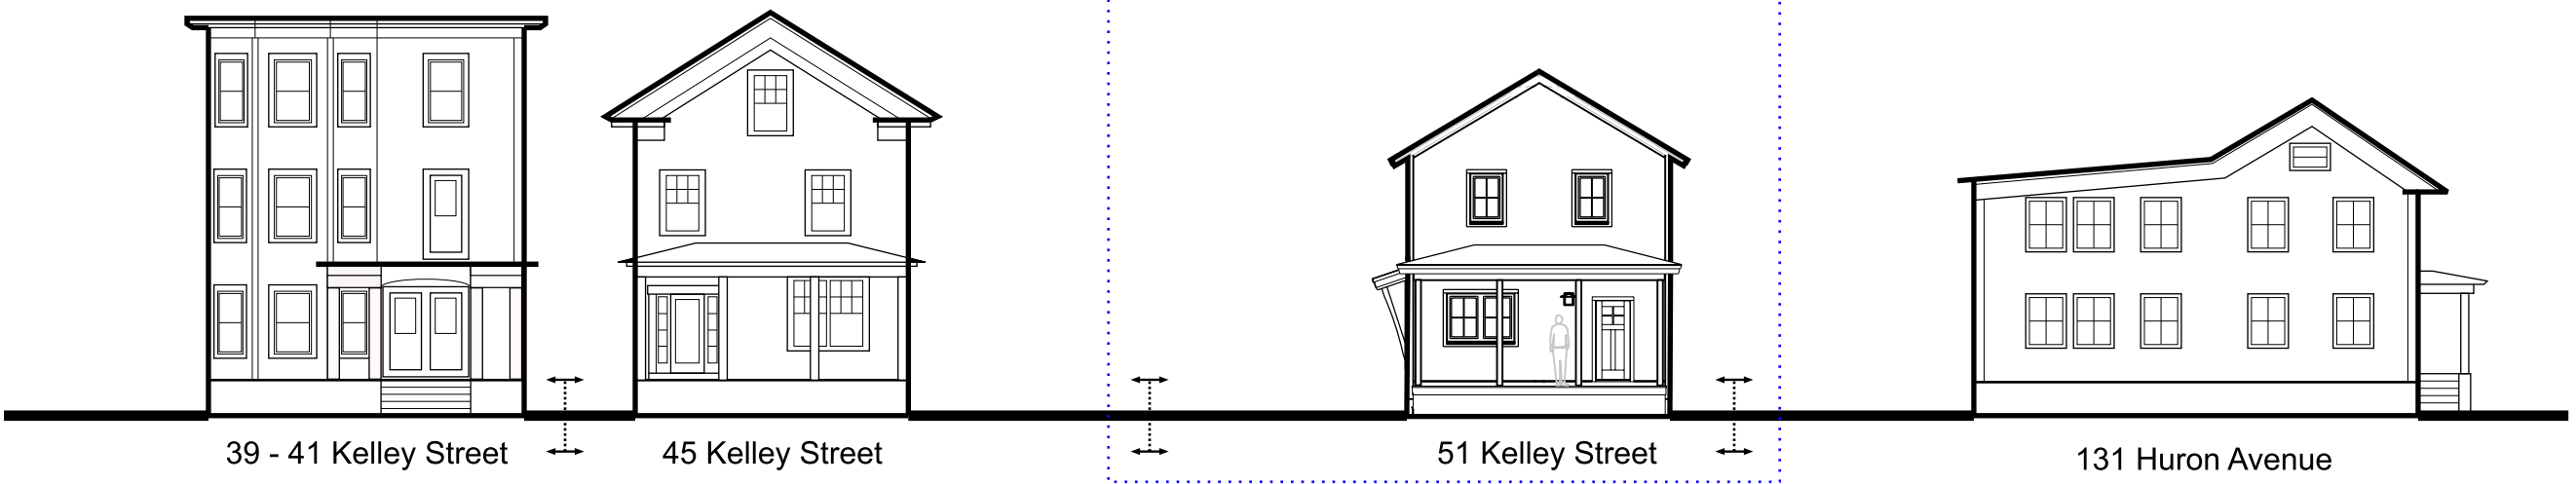 39 - 41 Kelley Street
45 Kelley Street
51 Kelley Street
131 Huron Avenue